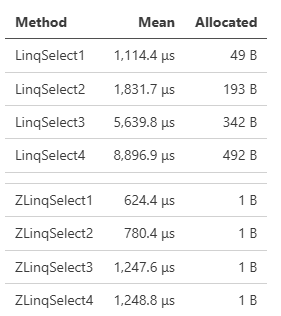 Method Mean Allocated
LinqSelect1 1,114.4 μs 49 B
LinqSelect2 1,831.7 μs 193 B
LinqSelect3 5,639.8 μs 342 B
LinqSelect4 8,896.9 μs 492 B
ZLinqSelect1 624.4 μs 1 B
ZLinqSelect2 780.4 μs 1 B
ZLinqSelect3 1,247.6 μs 1 B
ZLinqSelect4 1,248.8 μs 1 B